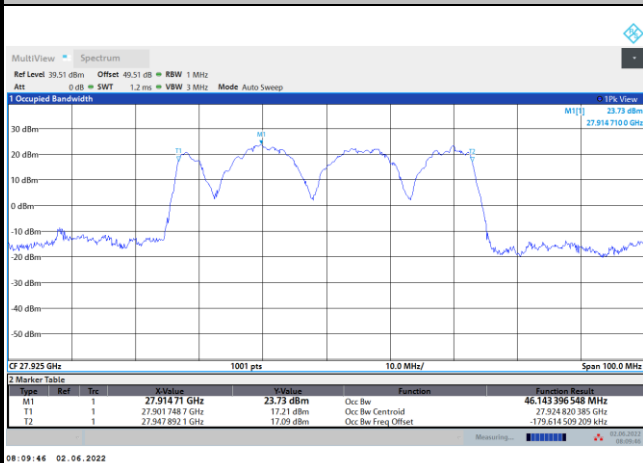 MultiView Spectrum
Ref Level 39.51 dBm Offset 49.51 dB RBW 1 MHz
Att 0 dB SWT 1.2 ms VBW 3 MHz Mode Auto Sweep
1 Occupied Bandwidth 1Pk View
M1[1] 23.73 dBm
27.914 710 0 GHz
M1
T1
T2
30 dBm
20 dBm
10 dBm
0 dBm
-10 dBm
-20 dBm
-30 dBm
-40 dBm
-50 dBm
CF 27.925 GHz 1001 pts 10.0 MHz/ Span 100.0 MHz
2 Marker Table
Type Ref Trc X-Value Y-Value Function Function Result
M1 1 27.914 71 GHz 23.73 dBm Occ Bw 46.143 396 548 MHz
T1 1 27.901 748 7 GHz 17.21 dBm Occ Bw Centroid 27.924 820 385 GHz
T2 1 27.947 892 1 GHz 17.09 dBm Occ Bw Freq Offset -179.614 509 209 kHz
Measuring... 02.06.2022
08:09:46
08:09:46 02.06.2022